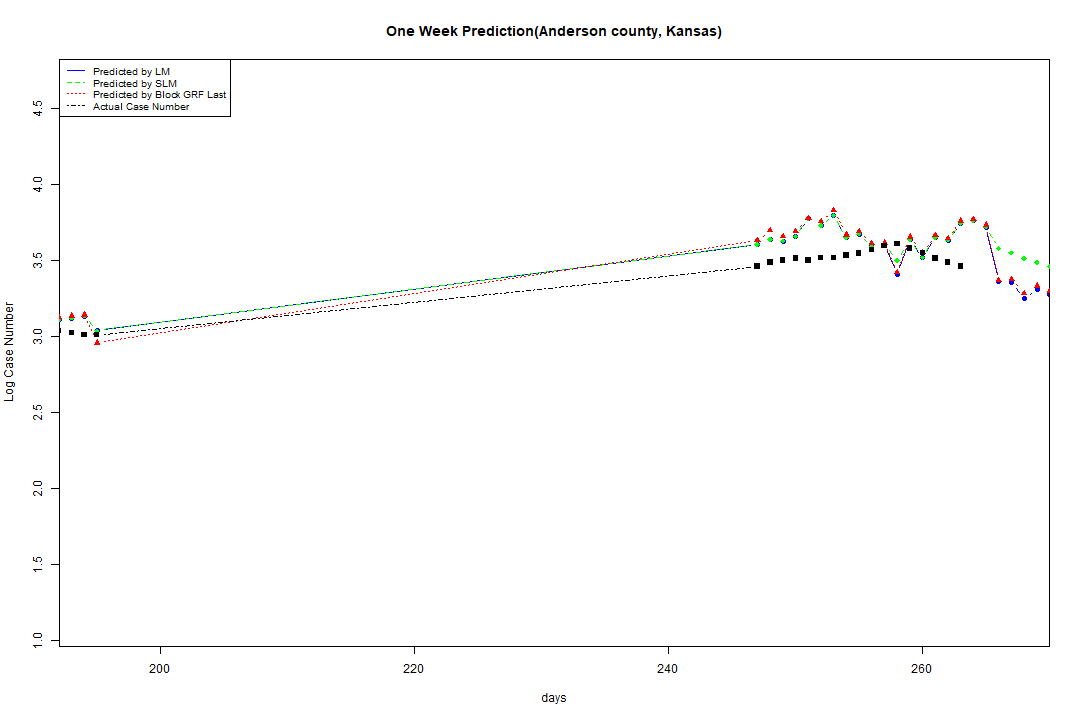 One Week Prediction(Anderson county, Kansas)
Predicted by LM
Predicted by SLM
Predicted by Block GRF Last
Actual Case Number
4.5
4.0
3.5
3.0
2.5
2.0
1.5
1.0
Log Case Number
200 220 240 260
days